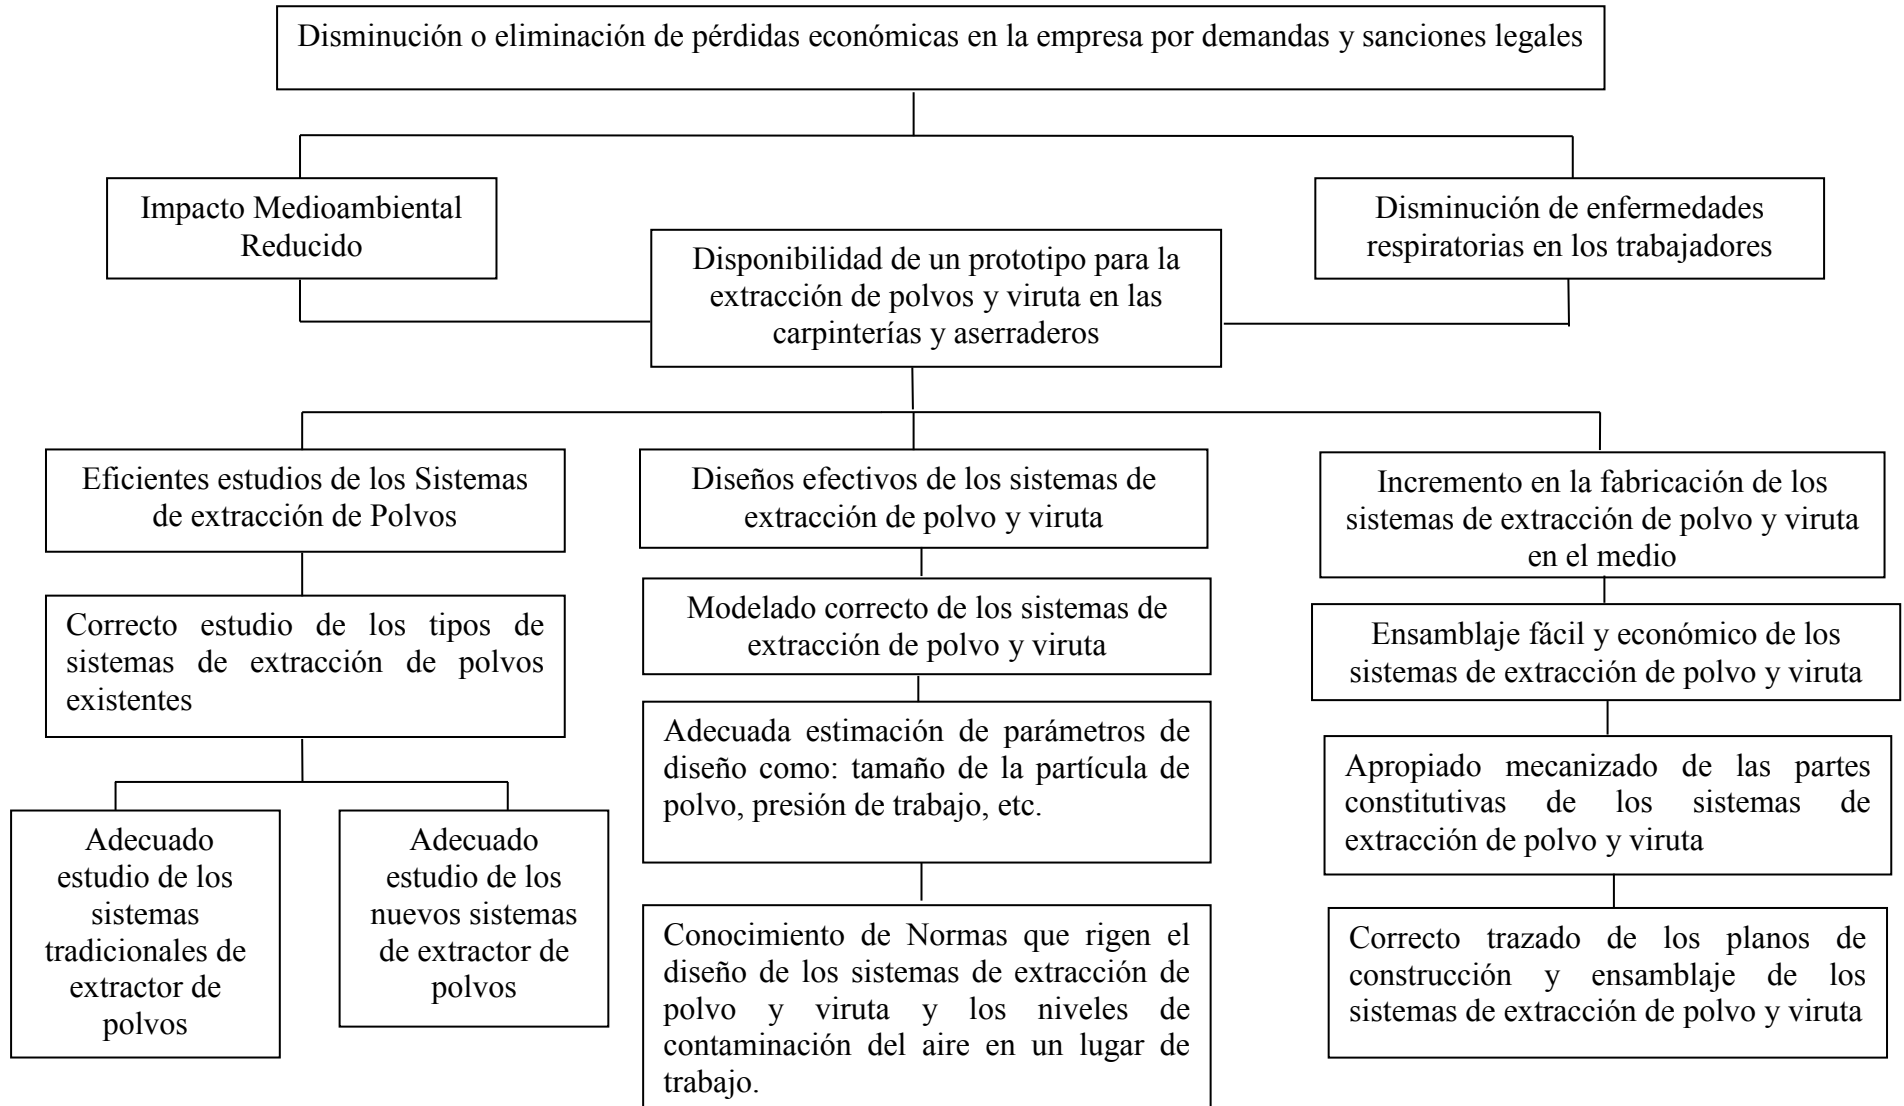 Disminución o eliminación de pérdidas económicas en la empresa por demandas y sanciones legales
Impacto Medioambiental
Reducido
Disminución de enfermedades
respiratorias en los trabajadores
Disponibilidad de un prototipo para la
extracción de polvos y viruta en las
carpinterías y aserraderos
Eficientes estudios de los Sistemas
de extracción de Polvos
Diseños efectivos de los sistemas de
extracción de polvo y viruta
Incremento en la fabricación de los
sistemas de extracción de polvo y viruta
en el medio
Correcto estudio de los tipos de
sistemas de extracción de polvos
existentes
Modelado correcto de los sistemas de
extracción de polvo y viruta
Ensamblaje fácil y económico de los
sistemas de extracción de polvo y viruta
Adecuada estimación de parámetros de
diseño como: tamaño de la partícula de
polvo, presión de trabajo, etc.
Apropiado mecanizado de las partes
constitutivas de los sistemas de
extracción de polvo y viruta
Adecuado
estudio de los
sistemas
tradicionales de
extractor de
polvos
Adecuado
estudio de los
nuevos sistemas
de extractor de
polvos
Conocimiento de Normas que rigen el
diseño de los sistemas de extracción de
polvo y viruta y los niveles de
contaminación del aire en un lugar de
trabajo.
Correcto trazado de los planos de
construcción y ensamblaje de los
sistemas de extracción de polvo y viruta